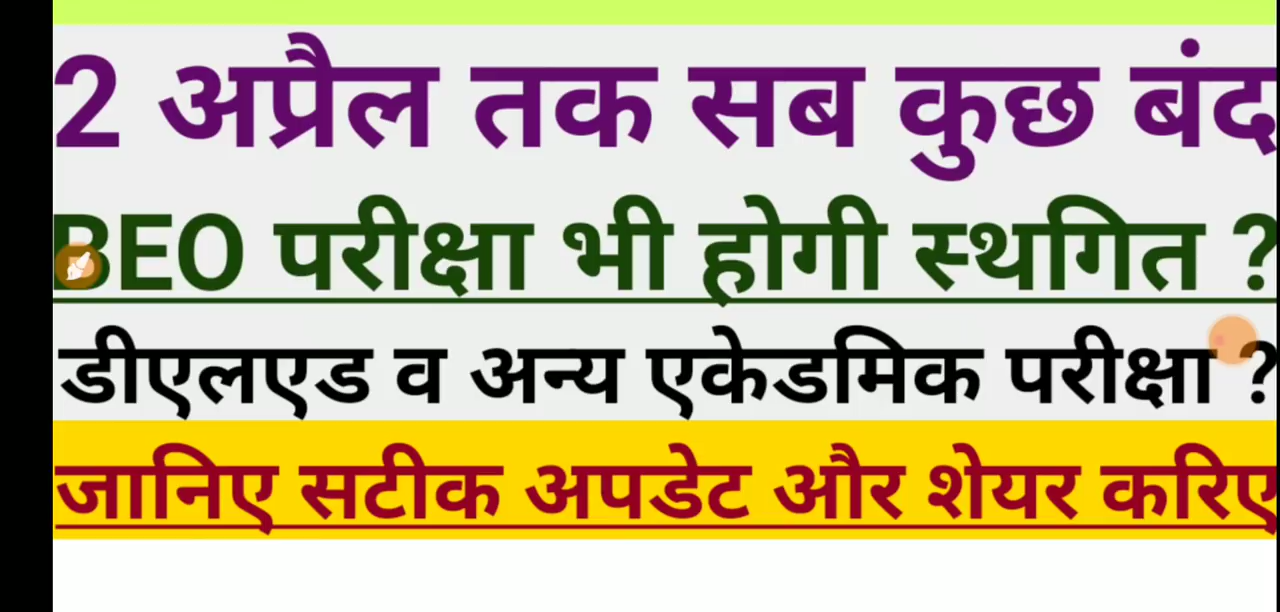 2 अप्रैल तक सब कुछ बंद
BEO परीक्षा भी होगी स्थगित ?
डीएलएड व अन्य एकेडमिक परीक्षा ?
जानिए सटीक अपडेट और शेयर करिए